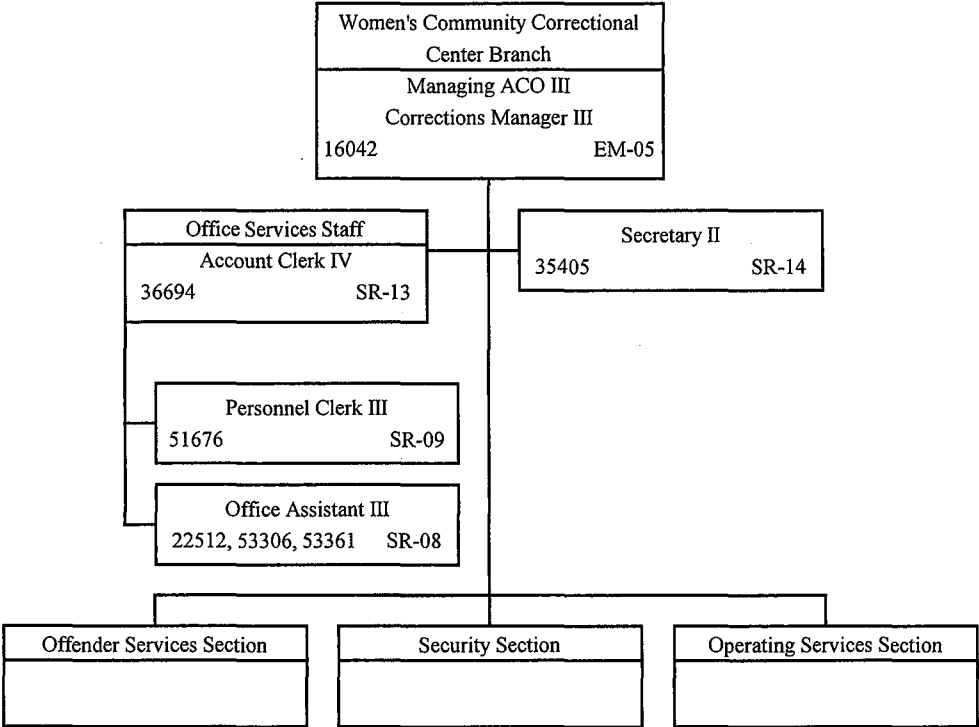 Women's Community Correctional
Center Branch
Managing ACO III
Corrections Manager III
16042 EM-05
Office Services Staff
Account Clerk IV
36694 SR-13
Secretary II
35405 SR-14
Personnel Clerk III
51676 SR-09
Office Assistant III
22512, 53306, 53361 SR-08
Offender Services Section
Security Section
Operating Services Section